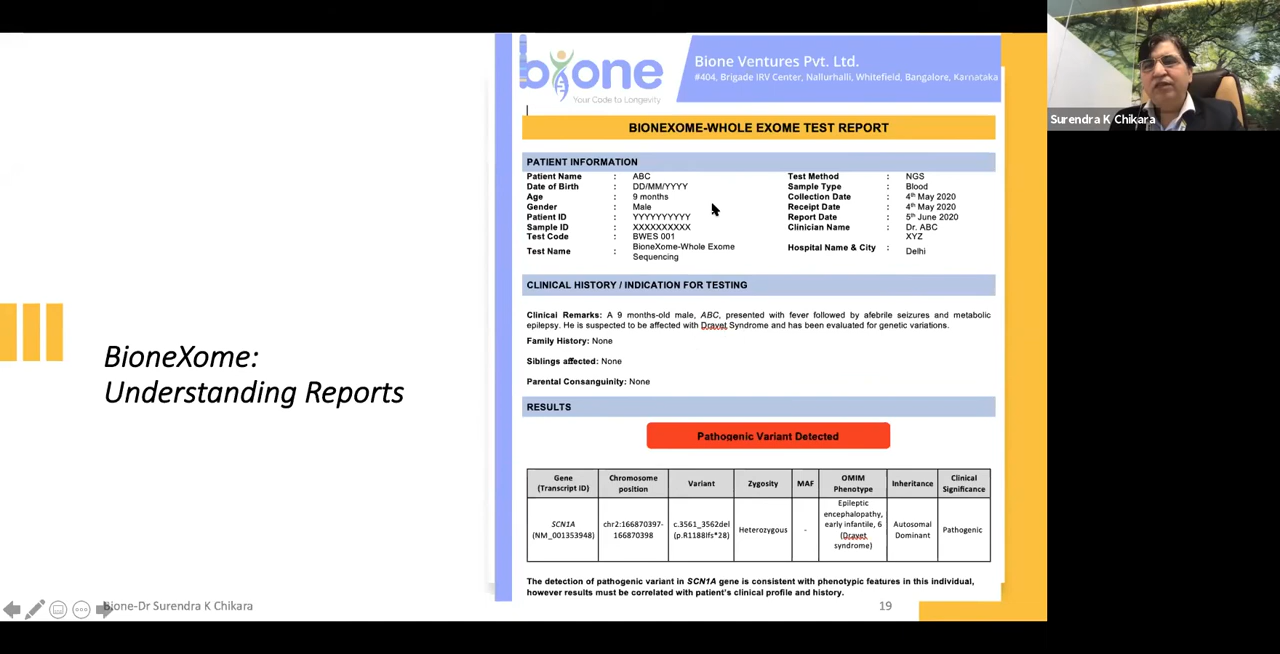 bione
Your Code to Longevity
Bione Ventures Pvt. Ltd.
#404, Brigade IRV Center, Nallurhalli, Whitefield, Bangalore, Karnataka
Surendra K Chikara
BIONEXOME-WHOLE EXOME TEST REPORT
PATIENT INFORMATION
Patient Name : ABC
Date of Birth : DD/MM/YYYY
Age : 9 months
Gender : Male
Patient ID : YYYYYYYYYY
Sample ID : XXXXXXXXXX
Test Code : BWES 001
Test Name : BioneXome-Whole Exome
Sequencing
Test Method : NGS
Sample Type : Blood
Collection Date : 4th May 2020
Receipt Date : 4th May 2020
Report Date : 5th June 2020
Clinician Name : Dr. ABC
XYZ
Hospital Name & City :
Delhi
CLINICAL HISTORY / INDICATION FOR TESTING
Clinical Remarks: A 9 months-old male, ABC, presented with fever followed by afebrile seizures and metabolic
epilepsy. He is suspected to be affected with Dravet Syndrome and has been evaluated for genetic variations.
Family History: None
Siblings affected: None
Parental Consanguinity: None
RESULTS
Pathogenic Variant Detected
Gene
(Transcript ID)
Chromosome
position
Variant
Zygosity
MAF
OMIM
Phenotype
Inheritance
Clinical
Significance
SCN1A
(NM_001353948)
chr2:166870397-
166870398
c.3561_3562del
(p.R1188Ifs*28)
Heterozygous
-
Epileptic
encephalopathy,
early infantile, 6
(Dravet
syndrome)
Autosomal
Dominant
Pathogenic
The detection of pathogenic variant in SCN1A gene is consistent with phenotypic features in this individual,
however results must be correlated with patient's clinical profile and history.
BioneXome:
Understanding Reports
Bione-Dr Surendra K Chikara
19